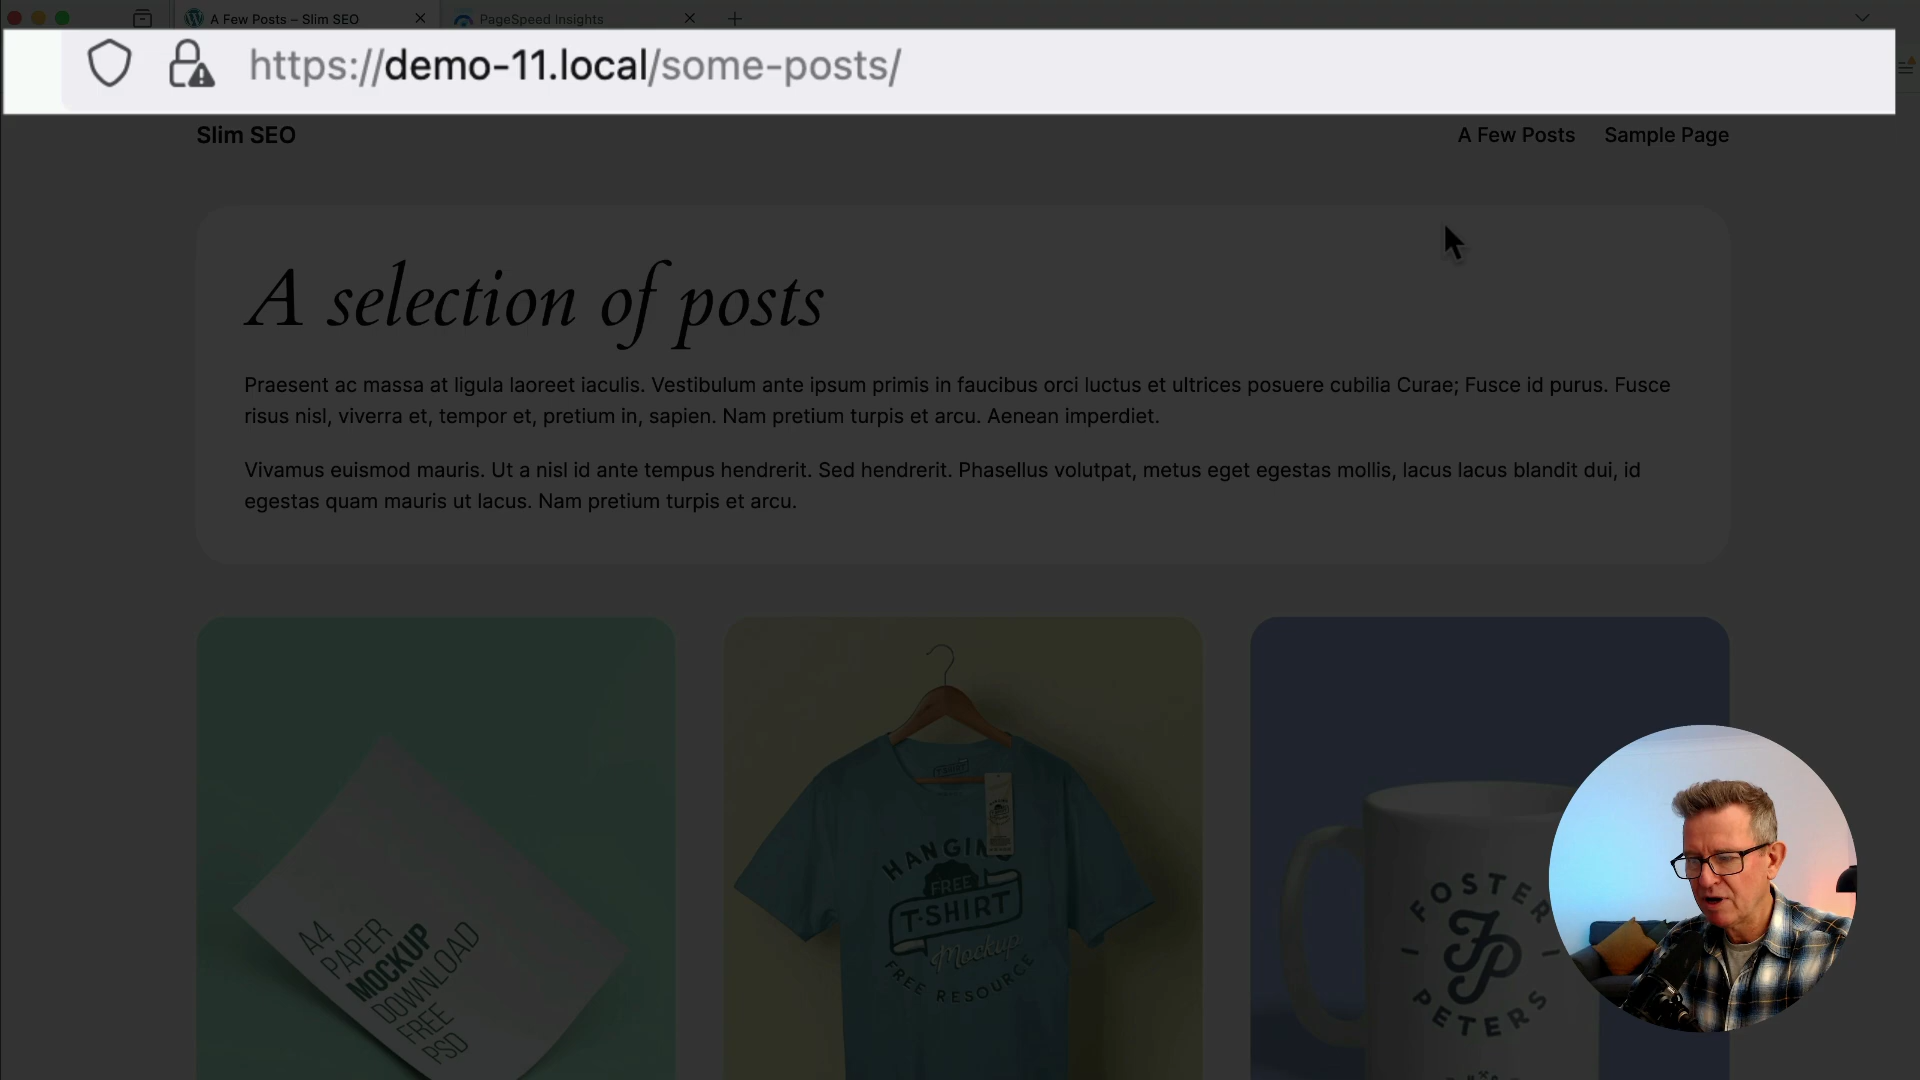 A Few Posts – Slim SEO
PageSpeed Insights
https://demo-11.local/some-posts/
Slim SEO
A Few Posts
Sample Page
A selection of posts
Praesent ac massa at ligula laoreet iaculis. Vestibulum ante ipsum primis in faucibus orci luctus et ultrices posuere cubilia Curae; Fusce id purus. Fusce
risus nisl, viverra et, tempor et, pretium in, sapien. Nam pretium turpis et arcu. Aenean imperdiet.
Vivamus euismod mauris. Ut a nisl id ante tempus hendrerit. Sed hendrerit. Phasellus volutpat, metus eget egestas mollis, lacus lacus blandit dui, id
egestas quam mauris ut lacus. Nam pretium turpis et arcu.
A4
PAPER
MOCKUP
DOWNLOAD
FREE
PSD
HANGING
FREE
T-SHIRT
Mockup
FREE RESOURCE
FOSTER
FP
PETERS